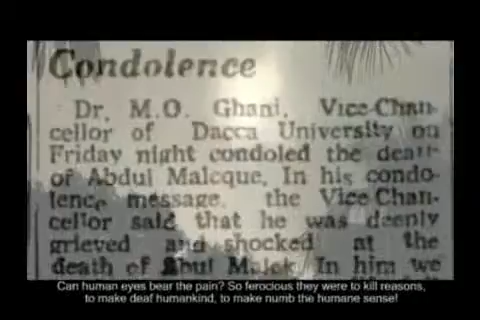 Condolence
Dr. M.O. Ghani, Vice-Chan-
cellor of Dacca University on
Friday night condoled the death
of Abdul Malcque. In his condo-
lence message, the Vice-Chan-
cellor said that he was deeply
grieved and shocked at the
death of Abul Malek In him we
Can human eyes bear the pain? So ferocious they were to kill reasons,
to make deaf humankind, to make numb the humane sense!